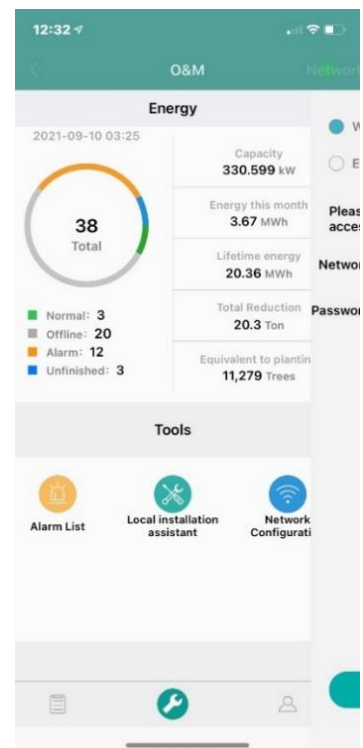 12:32
O&M
Network
Energy
2021-09-10 03:25
38
Total
Normal: 3
Offline: 20
Alarm: 12
Unfinished: 3
Capacity
330.599 kW
Energy this month
3.67 MWh
Lifetime energy
20.36 MWh
Total Reduction
20.3 Ton
Equivalent to plantin
11,279 Trees
Tools
Alarm List
Local installation
assistant
Network
Configurati
W
E
Pleas
acces
Networ
Passwor